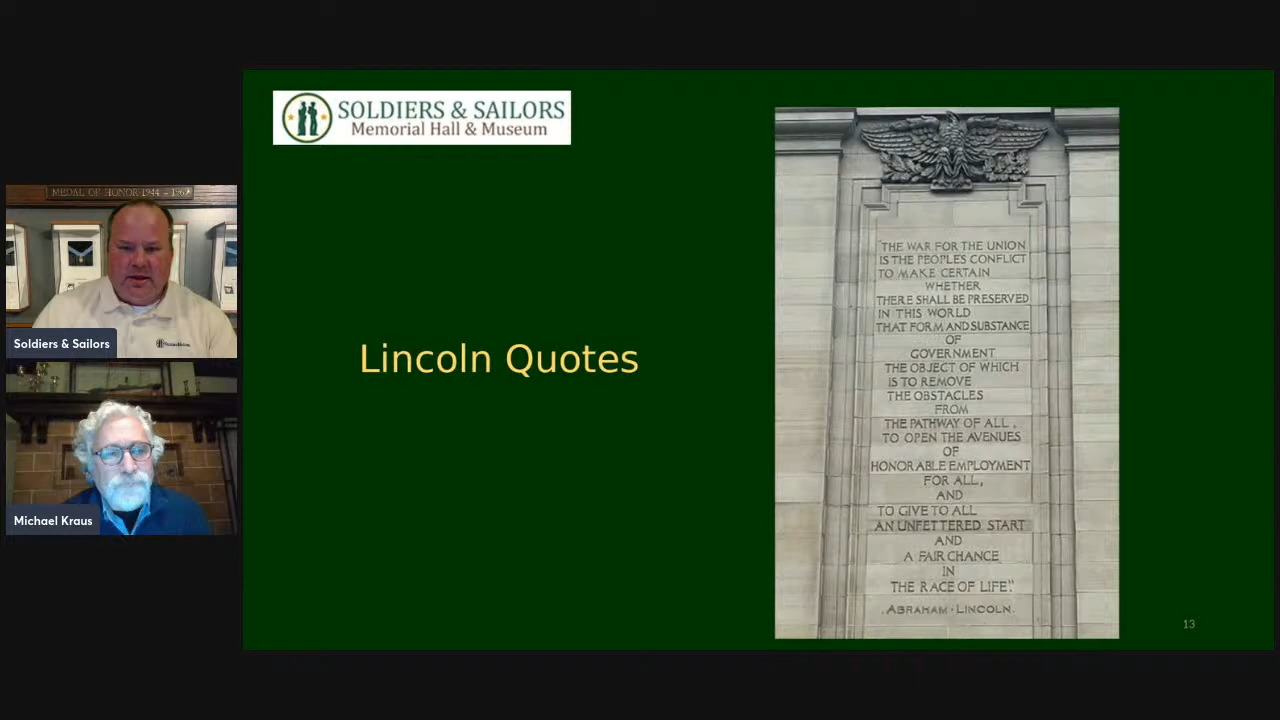 SOLDIERS & SAILORS
Memorial Hall & Museum
MEDAL OF HONOR 1944 - 1967
Soldiers & Sailors
Michael Kraus
Lincoln Quotes
"THE WAR FOR THE UNION
IS THE PEOPLES CONFLICT
TO MAKE CERTAIN
WHETHER
THERE SHALL BE PRESERVED
IN THIS WORLD
THAT FORM AND SUBSTANCE
OF
GOVERNMENT
THE OBJECT OF WHICH
IS TO REMOVE
THE OBSTACLES
FROM
THE PATHWAY OF ALL,
TO OPEN THE AVENUES
OF
HONORABLE EMPLOYMENT
FOR ALL,
AND
TO GIVE TO ALL
AN UNFETTERED START
AND
A FAIR CHANCE
IN
THE RACE OF LIFE".
·ABRAHAM·LINCOLN·
13